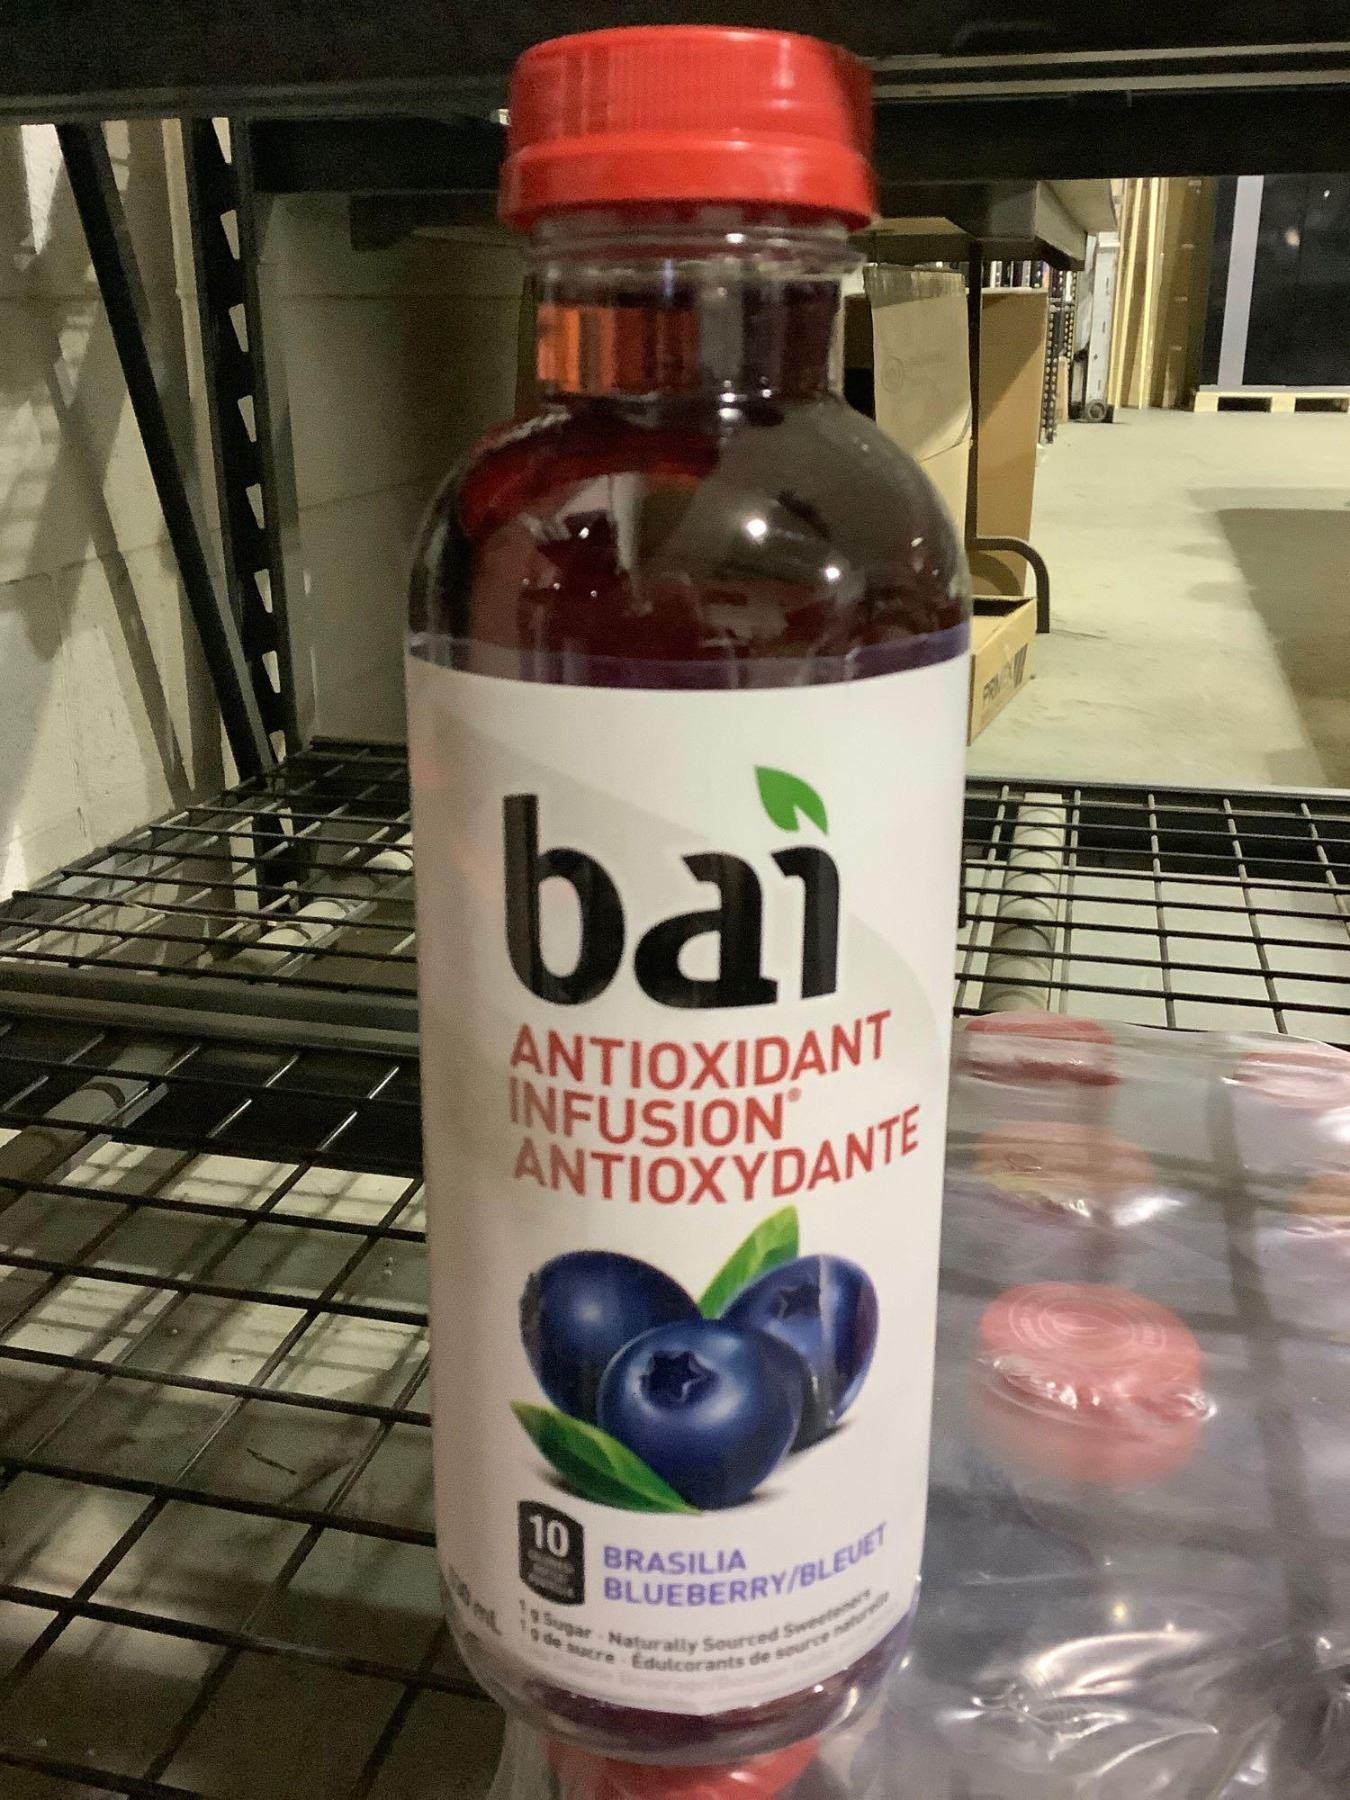 bai
ANTIOXIDANT
INFUSION®
ANTIOXYDANTE
10
BRASILIA
BLUEBERRY/BLEUET
mL
1 g Sugar · Naturally Sourced Sweeteners
1 g de sucre · Édulcorants de source naturelle